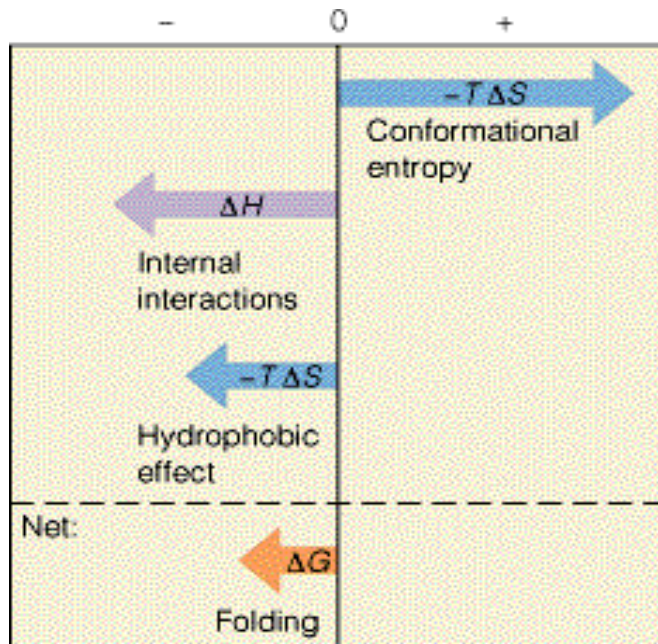 − 0 +
−T ΔS
Conformational
entropy
ΔH
Internal
interactions
−T ΔS
Hydrophobic
effect
Net:
ΔG
Folding